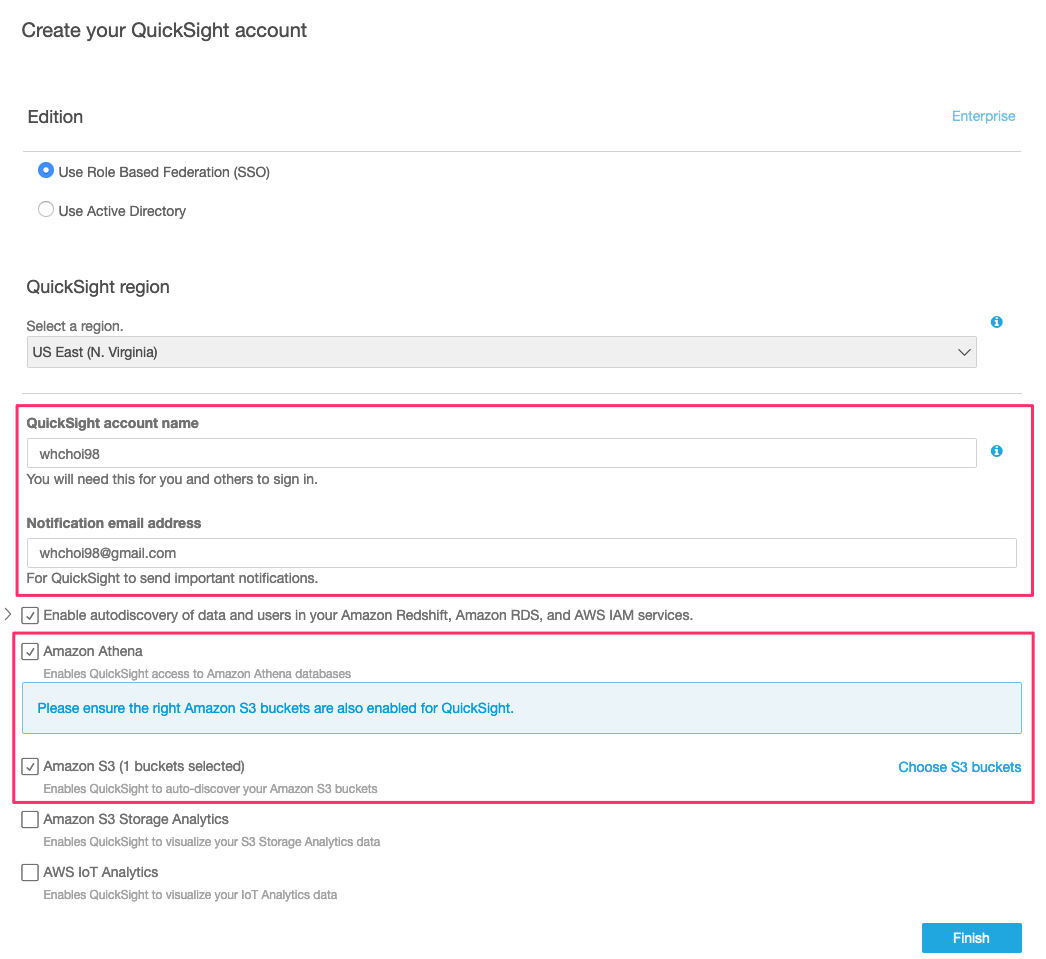 Create your QuickSight account
Edition
Enterprise
Use Role Based Federation (SSO)
Use Active Directory
QuickSight region
Select a region.
US East (N. Virginia)
QuickSight account name
whchoi98
You will need this for you and others to sign in.
Notification email address
whchoi98@gmail.com
For QuickSight to send important notifications.
Enable autodiscovery of data and users in your Amazon Redshift, Amazon RDS, and AWS IAM services.
Amazon Athena
Enables QuickSight access to Amazon Athena databases
Please ensure the right Amazon S3 buckets are also enabled for QuickSight.
Amazon S3 (1 buckets selected)
Choose S3 buckets
Enables QuickSight to auto-discover your Amazon S3 buckets
Amazon S3 Storage Analytics
Enables QuickSight to visualize your S3 Storage Analytics data
AWS IoT Analytics
Enables QuickSight to visualize your IoT Analytics data
Finish